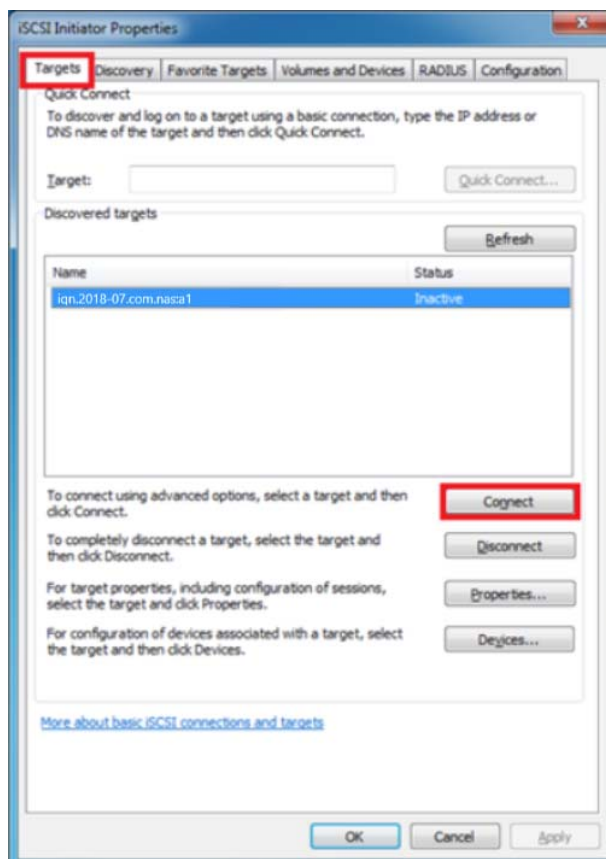 iSCSI Initiator Properties
Targets Discovery Favorite Targets Volumes and Devices RADIUS Configuration
Quick Connect
To discover and log on to a target using a basic connection, type the IP address or
DNS name of the target and then click Quick Connect.
Target:
Quick Connect...
Discovered targets
Refresh
Name Status
iqn.2018-07.com.nas:a1 Inactive
To connect using advanced options, select a target and then
click Connect.
Connect
To completely disconnect a target, select the target and
then click Disconnect.
Disconnect
For target properties, including configuration of sessions,
select the target and click Properties.
Properties...
For configuration of devices associated with a target, select
the target and then click Devices.
Devices...
More about basic iSCSI connections and targets
OK Cancel Apply